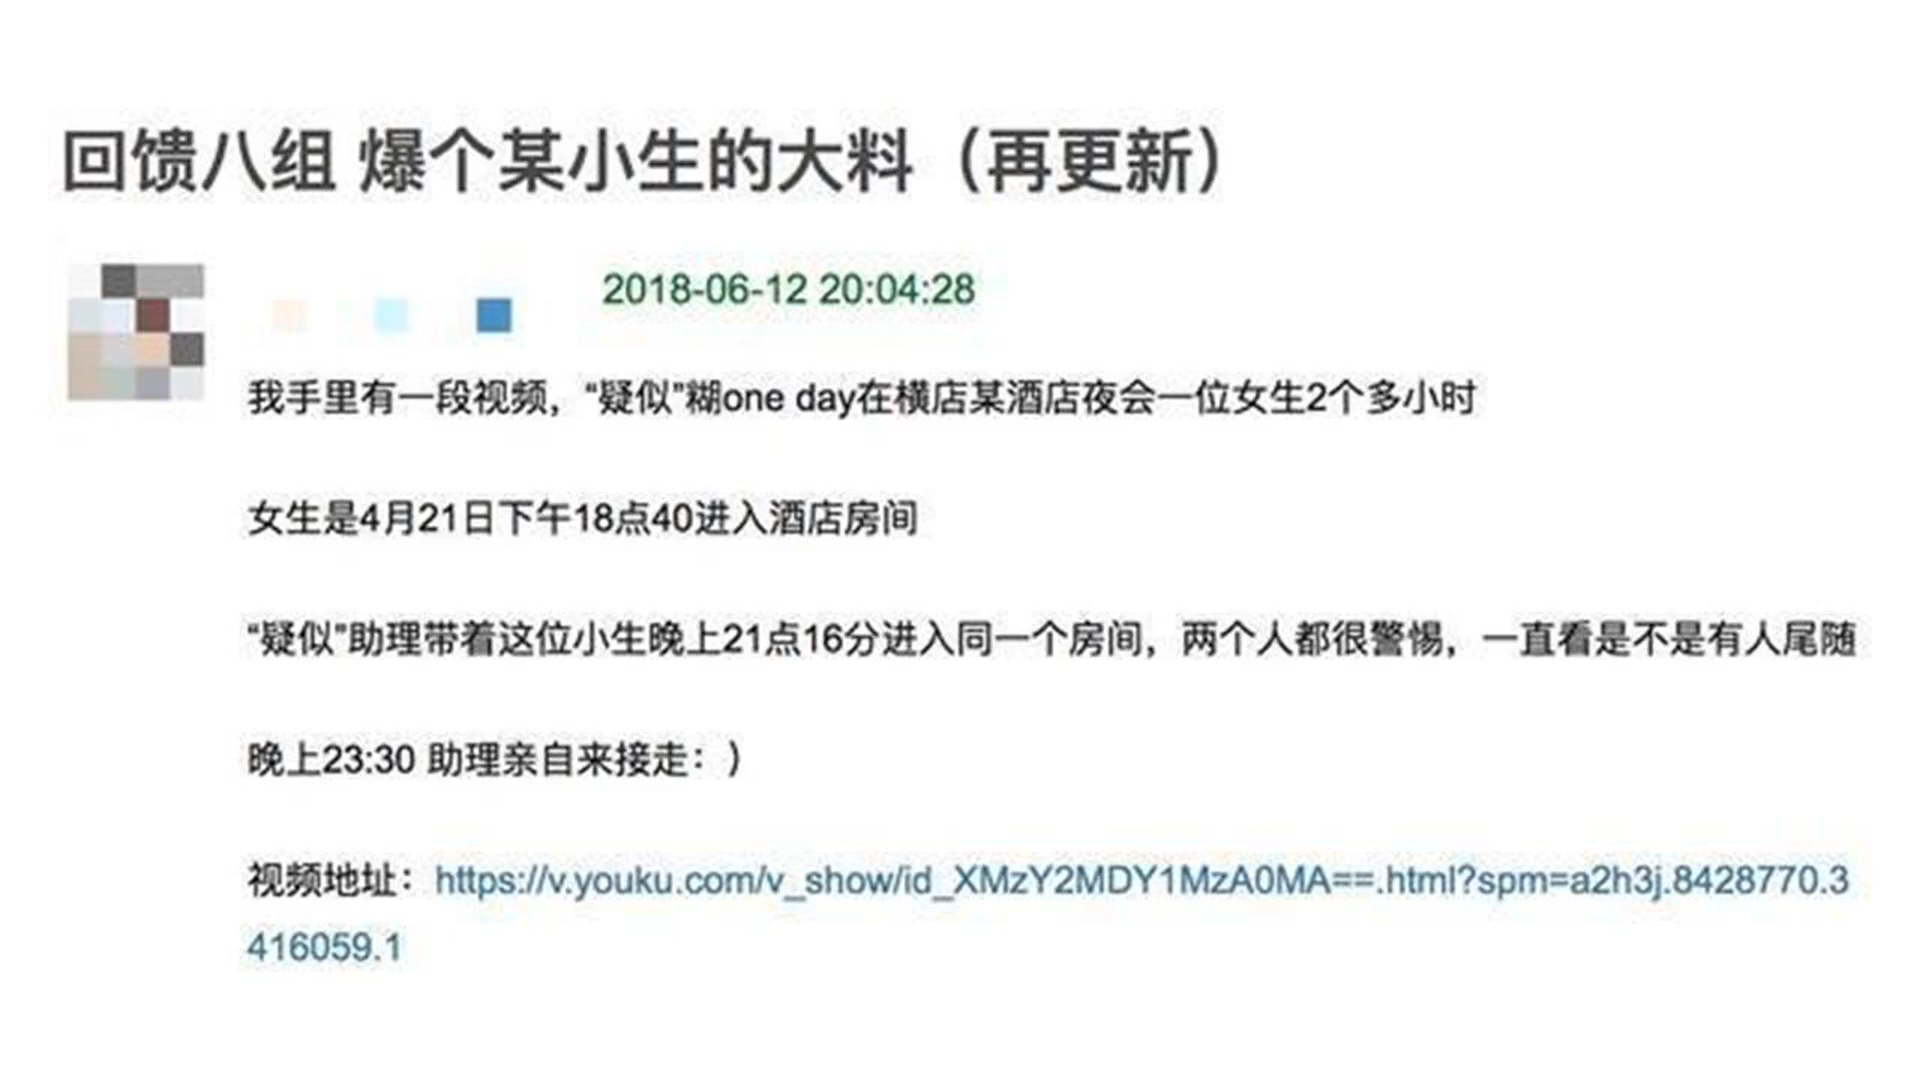 回馈八组 爆个某小生的大料（再更新）
2018-06-12 20:04:28
我手里有一段视频，“疑似”糊one day在横店某酒店夜会一位女生2个多小时
女生是4月21日下午18点40进入酒店房间
“疑似”助理带着这位小生晚上21点16分进入同一个房间，两个人都很警惕，一直看是不是有人尾随
晚上23:30 助理亲自来接走：）
视频地址：https://v.youku.com/v_show/id_XMzY2MDY1MzA0MA==.html?spm=a2h3j.8428770.3
416059.1